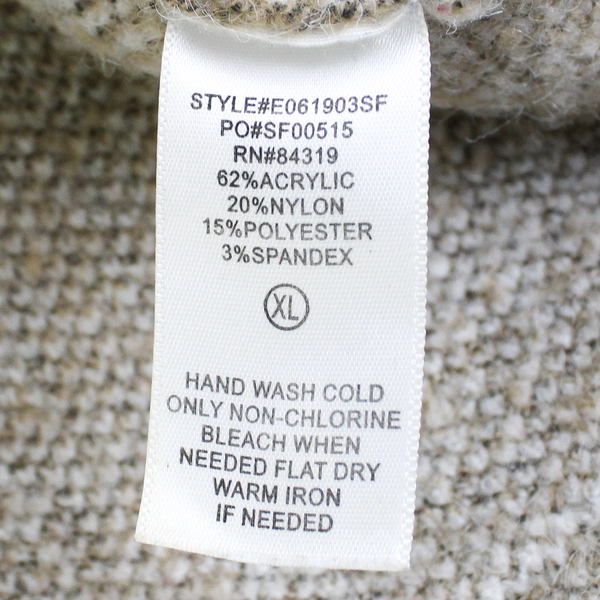 STYLE#E061903SF
PO#SF00515
RN#84319
62%ACRYLIC
20%NYLON
15%POLYESTER
3%SPANDEX
XL
HAND WASH COLD
ONLY NON-CHLORINE
BLEACH WHEN
NEEDED FLAT DRY
WARM IRON
IF NEEDED